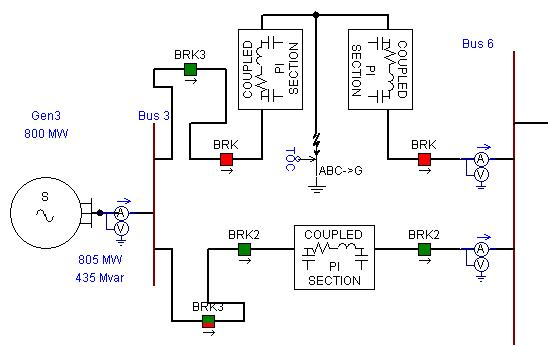 Bus 6
BRK3
COUPLED
PI
SECTION
COUPLED
PI
SECTION
Gen3
800 MW
Bus 3
BRK
TOC
ABC->G
BRK
A
V
S
A
V
805 MW
435 Mvar
BRK2
COUPLED
PI
SECTION
BRK2
A
V
BRK3